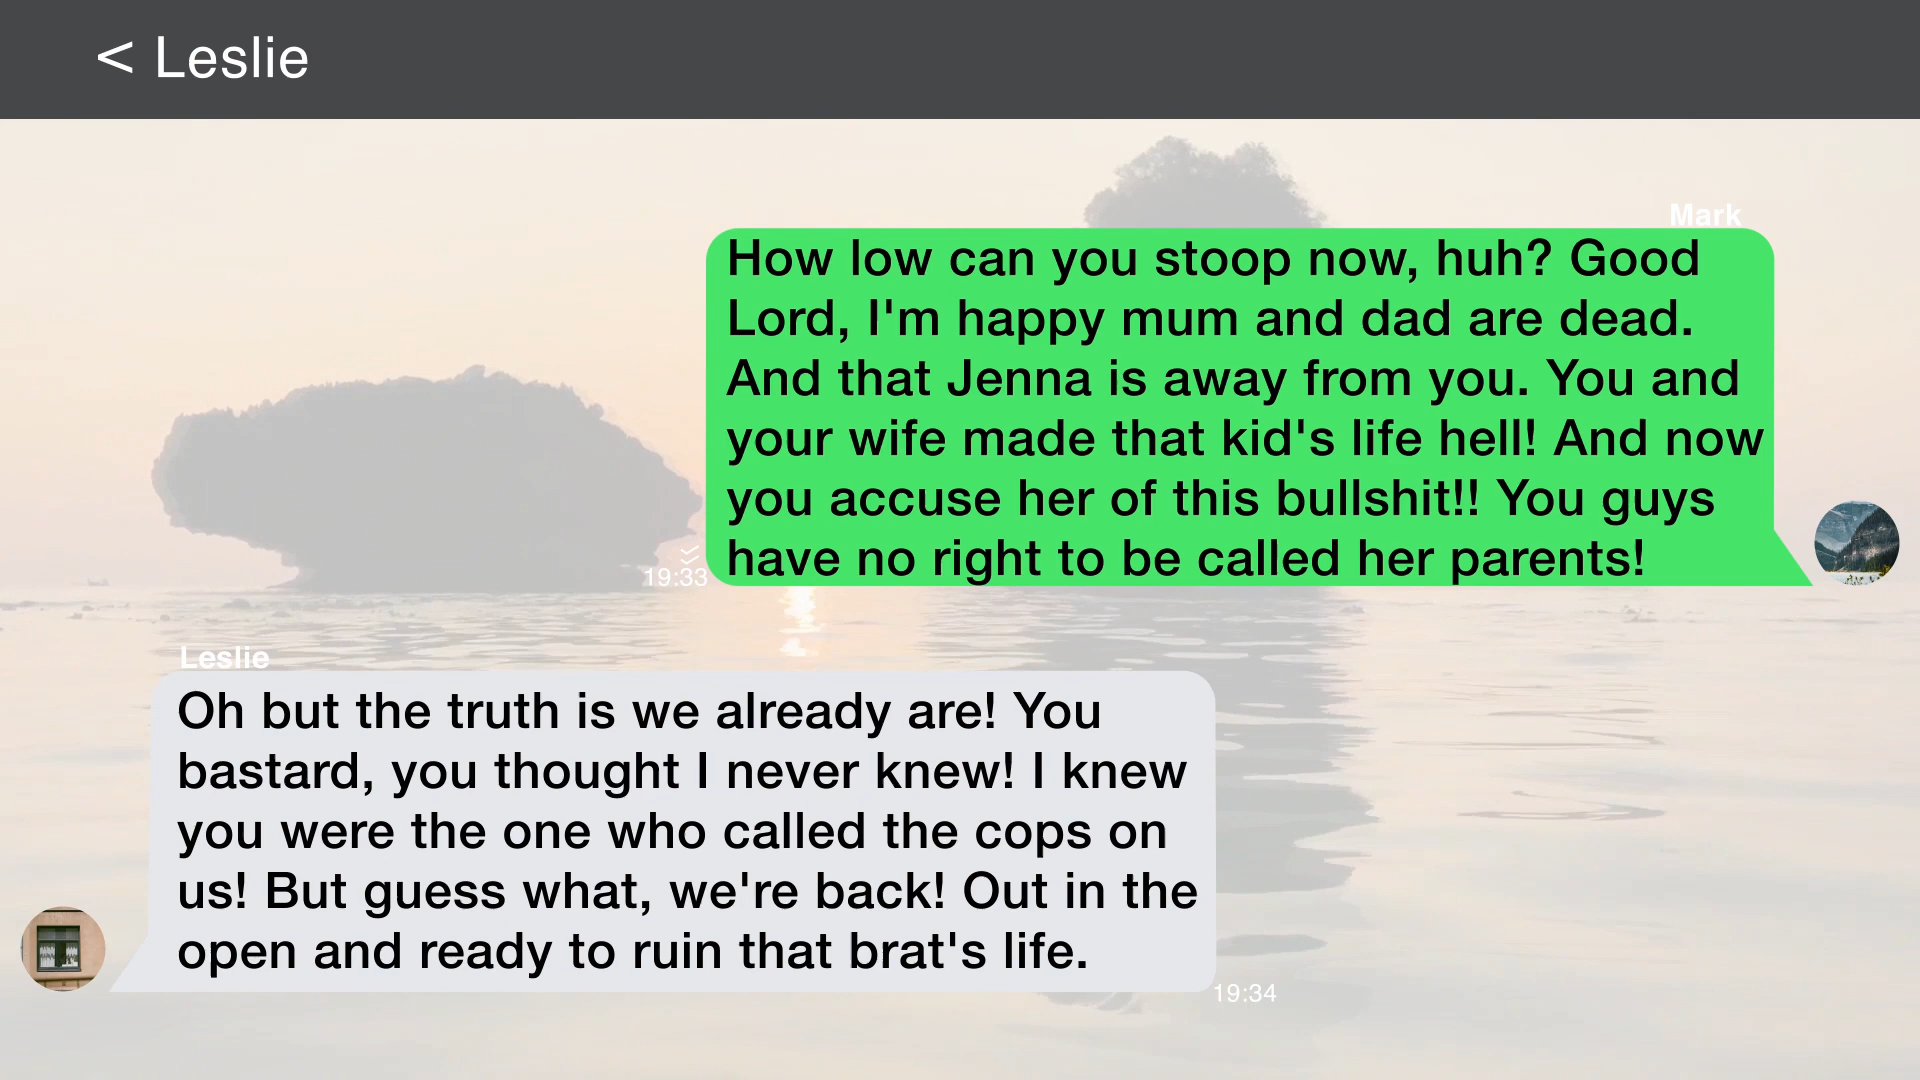 < Leslie
Mark
How low can you stoop now, huh? Good
Lord, I'm happy mum and dad are dead.
And that Jenna is away from you. You and
your wife made that kid's life hell! And now
you accuse her of this bullshit!! You guys
have no right to be called her parents!
19:33
Leslie
Oh but the truth is we already are! You
bastard, you thought I never knew! I knew
you were the one who called the cops on
us! But guess what, we're back! Out in the
open and ready to ruin that brat's life.
19:34